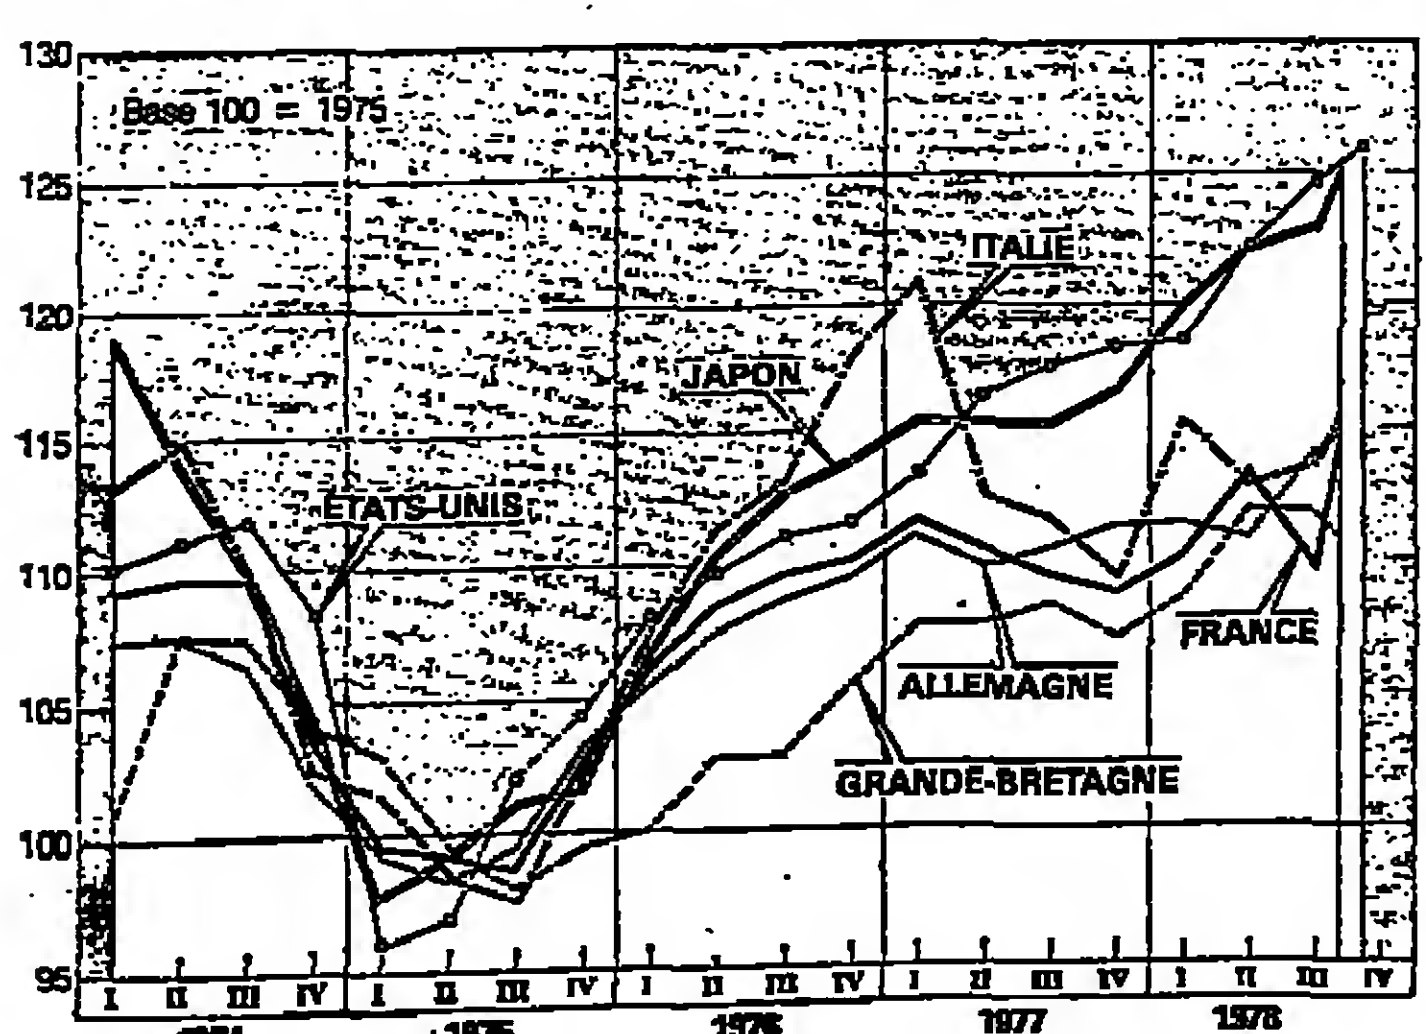 130
Base 100 = 1975
125
ITALIE
120
JAPON
115
ÉTATS-UNIS
110
FRANCE
ALLEMAGNE
105
GRANDE-BRETAGNE
100
95
I II III IV I II III IV I II III IV I II III IV I II III IV
1975 1976 1977 1978